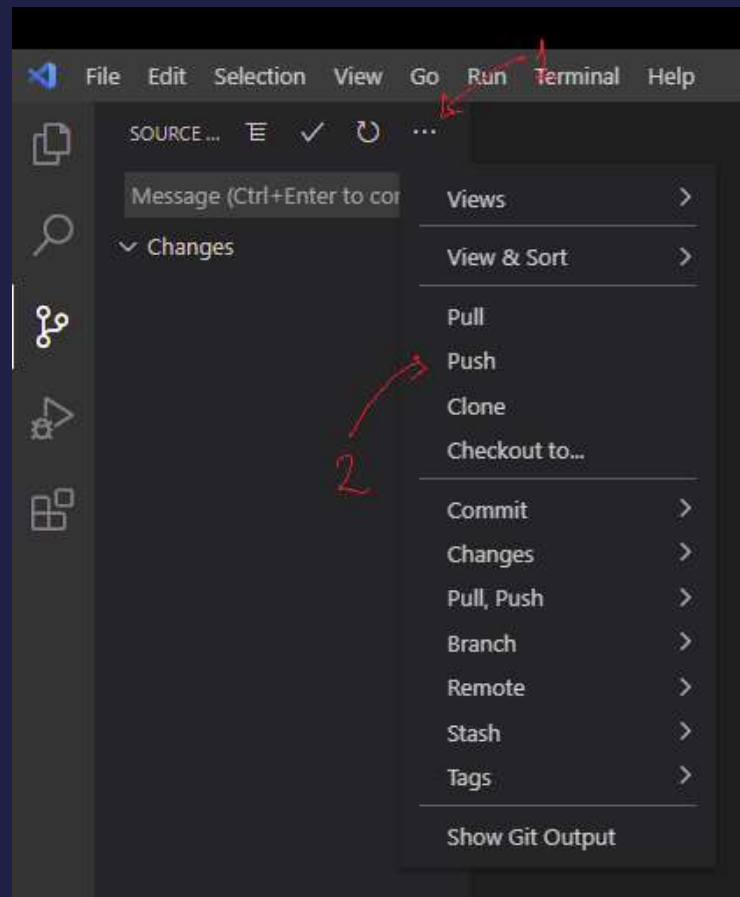 1
File Edit Selection View Go Run Terminal Help
SOURCE ...
Message (Ctrl+Enter to cor
Changes
Views
View & Sort
Pull
Push
Clone
Checkout to...
2
Commit
Changes
Pull, Push
Branch
Remote
Stash
Tags
Show Git Output